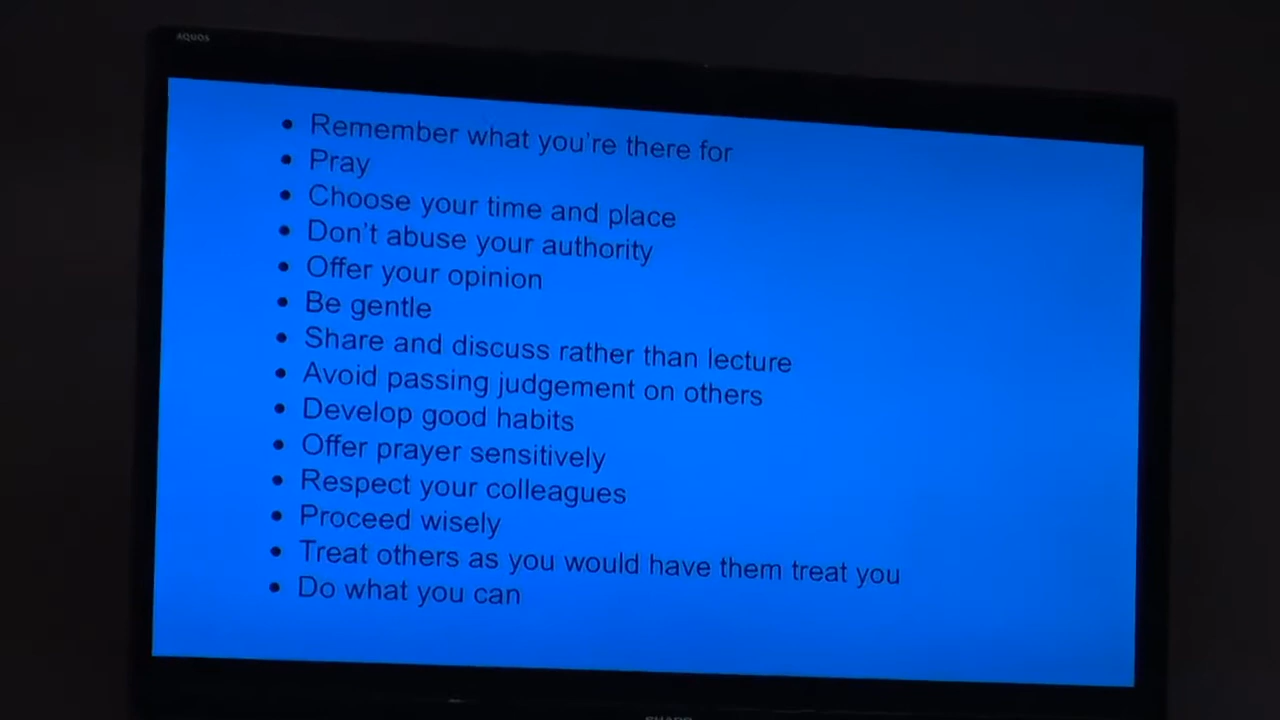 AQUOS
• Remember what you're there for
• Pray
• Choose your time and place
• Don't abuse your authority
• Offer your opinion
• Be gentle
• Share and discuss rather than lecture
• Avoid passing judgement on others
• Develop good habits
• Offer prayer sensitively
• Respect your colleagues
• Proceed wisely
• Treat others as you would have them treat you
• Do what you can